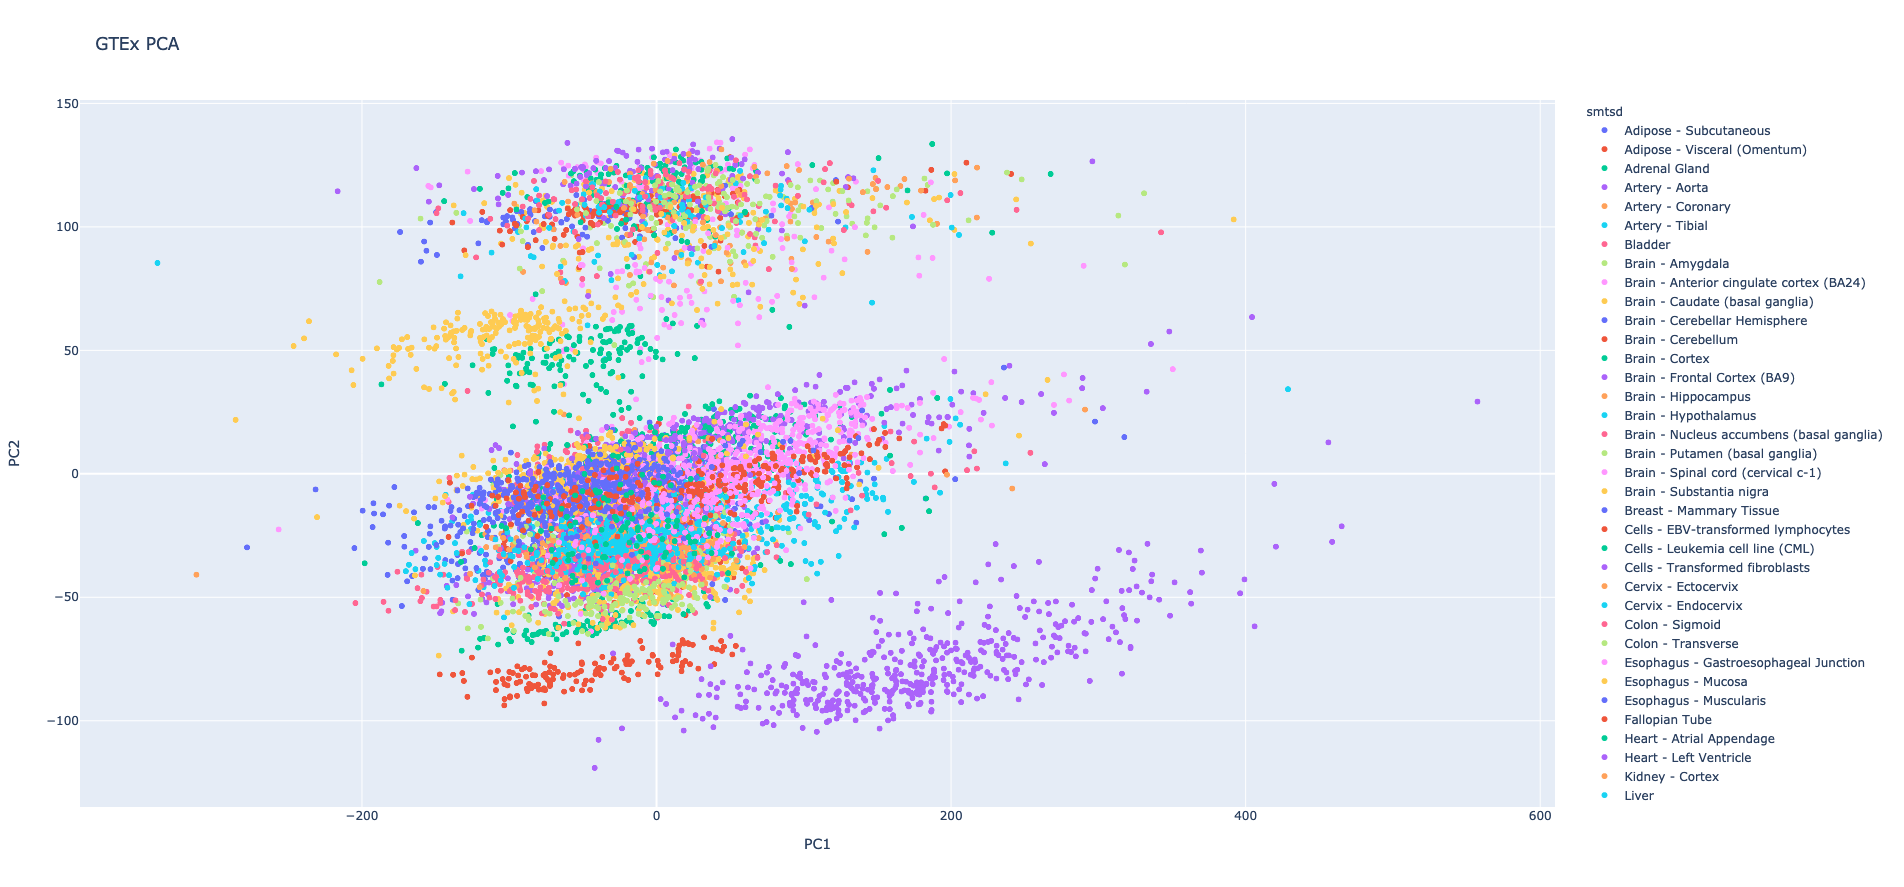 GTEx PCA
150
100
50
0
−50
−100
PC2
−200
0
200
400
600
PC1
smtsd
Adipose - Subcutaneous
Adipose - Visceral (Omentum)
Adrenal Gland
Artery - Aorta
Artery - Coronary
Artery - Tibial
Bladder
Brain - Amygdala
Brain - Anterior cingulate cortex (BA24)
Brain - Caudate (basal ganglia)
Brain - Cerebellar Hemisphere
Brain - Cerebellum
Brain - Cortex
Brain - Frontal Cortex (BA9)
Brain - Hippocampus
Brain - Hypothalamus
Brain - Nucleus accumbens (basal ganglia)
Brain - Putamen (basal ganglia)
Brain - Spinal cord (cervical c-1)
Brain - Substantia nigra
Breast - Mammary Tissue
Cells - EBV-transformed lymphocytes
Cells - Leukemia cell line (CML)
Cells - Transformed fibroblasts
Cervix - Ectocervix
Cervix - Endocervix
Colon - Sigmoid
Colon - Transverse
Esophagus - Gastroesophageal Junction
Esophagus - Mucosa
Esophagus - Muscularis
Fallopian Tube
Heart - Atrial Appendage
Heart - Left Ventricle
Kidney - Cortex
Liver